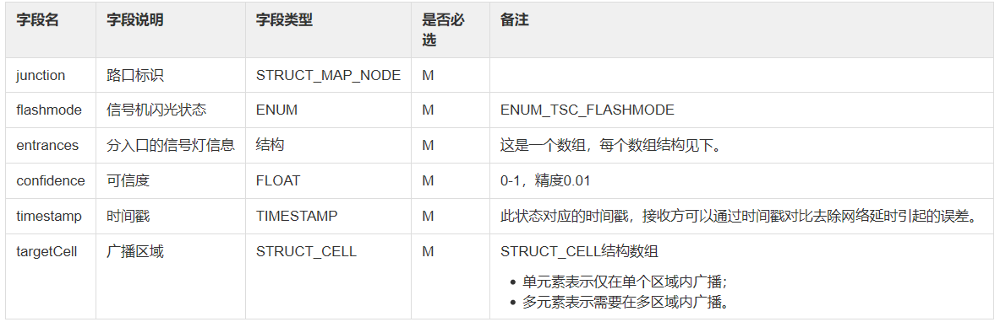 字段名 字段说明 字段类型 是否必选 备注
junction 路口标识 STRUCT_MAP_NODE M
flashmode 信号机闪光状态 ENUM M ENUM_TSC_FLASHMODE
entrances 分入口的信号灯信息 结构 M 这是一个数组，每个数组结构见下。
confidence 可信度 FLOAT M 0-1，精度0.01
timestamp 时间戳 TIMESTAMP M 此状态对应的时间戳，接收方可以通过时间戳对比去除网络延时引起的误差。
targetCell 广播区域 STRUCT_CELL M STRUCT_CELL结构数组
• 单元素表示仅在单个区域内广播；
• 多元素表示需要在多区域内广播。